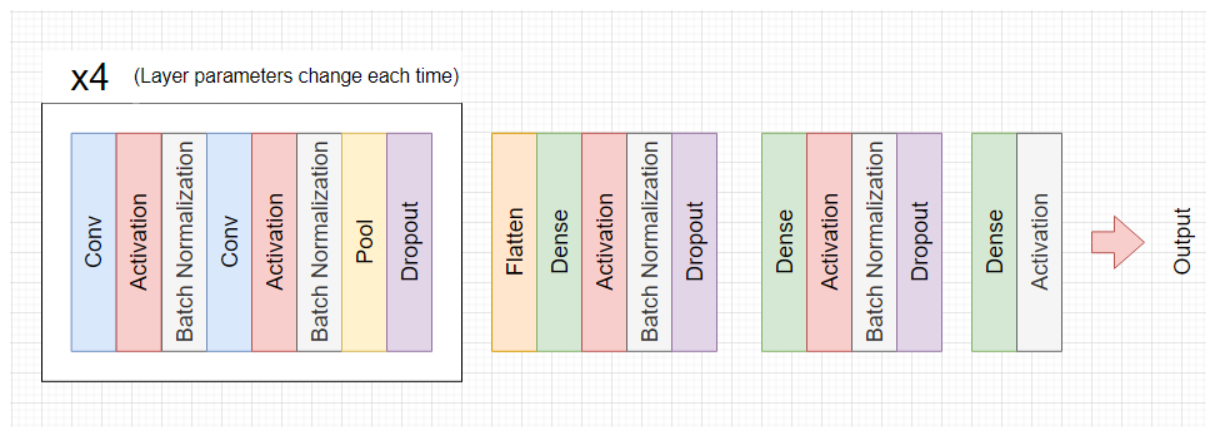 x4 (Layer parameters change each time)
Conv
Activation
Batch Normalization
Conv
Activation
Batch Normalization
Pool
Dropout
Flatten
Dense
Activation
Batch Normalization
Dropout
Dense
Activation
Batch Normalization
Dropout
Dense
Activation
Output